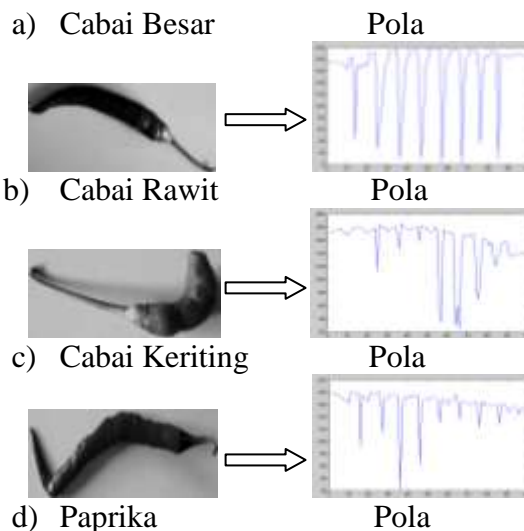 a) Cabai Besar Pola
b) Cabai Rawit Pola
c) Cabai Keriting Pola
d) Paprika Pola